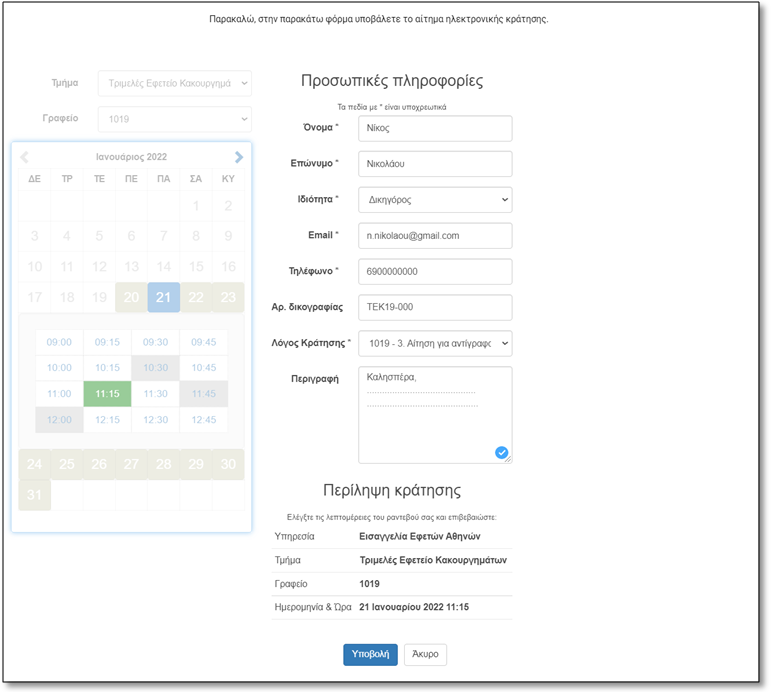 Παρακαλώ, στην παρακάτω φόρμα υποβάλετε το αίτημα ηλεκτρονικής κράτησης.
Τμήμα Τριμελές Εφετείο Κακουργημά
Γραφείο 1019
Ιανουάριος 2022
ΔΕ ΤΡ ΤΕ ΠΕ ΠΑ ΣΑ ΚΥ
1 2
3 4 5 6 7 8 9
10 11 12 13 14 15 16
17 18 19 20 21 22 23
09:00 09:15 09:30 09:45
10:00 10:15 10:30 10:45
11:00 11:15 11:30 11:45
12:00 12:15 12:30 12:45
24 25 26 27 28 29 30
31
Προσωπικές πληροφορίες
Τα πεδία με * είναι υποχρεωτικά
Όνομα * Νίκος
Επώνυμο * Νικολάου
Ιδιότητα * Δικηγόρος
Email * n.nikolaou@gmail.com
Τηλέφωνο * 6900000000
Αρ. δικογραφίας ΤΕΚ19-000
Λόγος Κράτησης * 1019 - 3. Αίτηση για αντίγραφα
Περιγραφή Καλησπέρα,
........................................
........................................
Περίληψη κράτησης
Ελέγξτε τις λεπτομέρειες του ραντεβού σας και επιβεβαιώστε:
Υπηρεσία Εισαγγελία Εφετών Αθηνών
Τμήμα Τριμελές Εφετείο Κακουργημάτων
Γραφείο 1019
Ημερομηνία & Ώρα 21 Ιανουαρίου 2022 11:15
Υποβολή Άκυρο